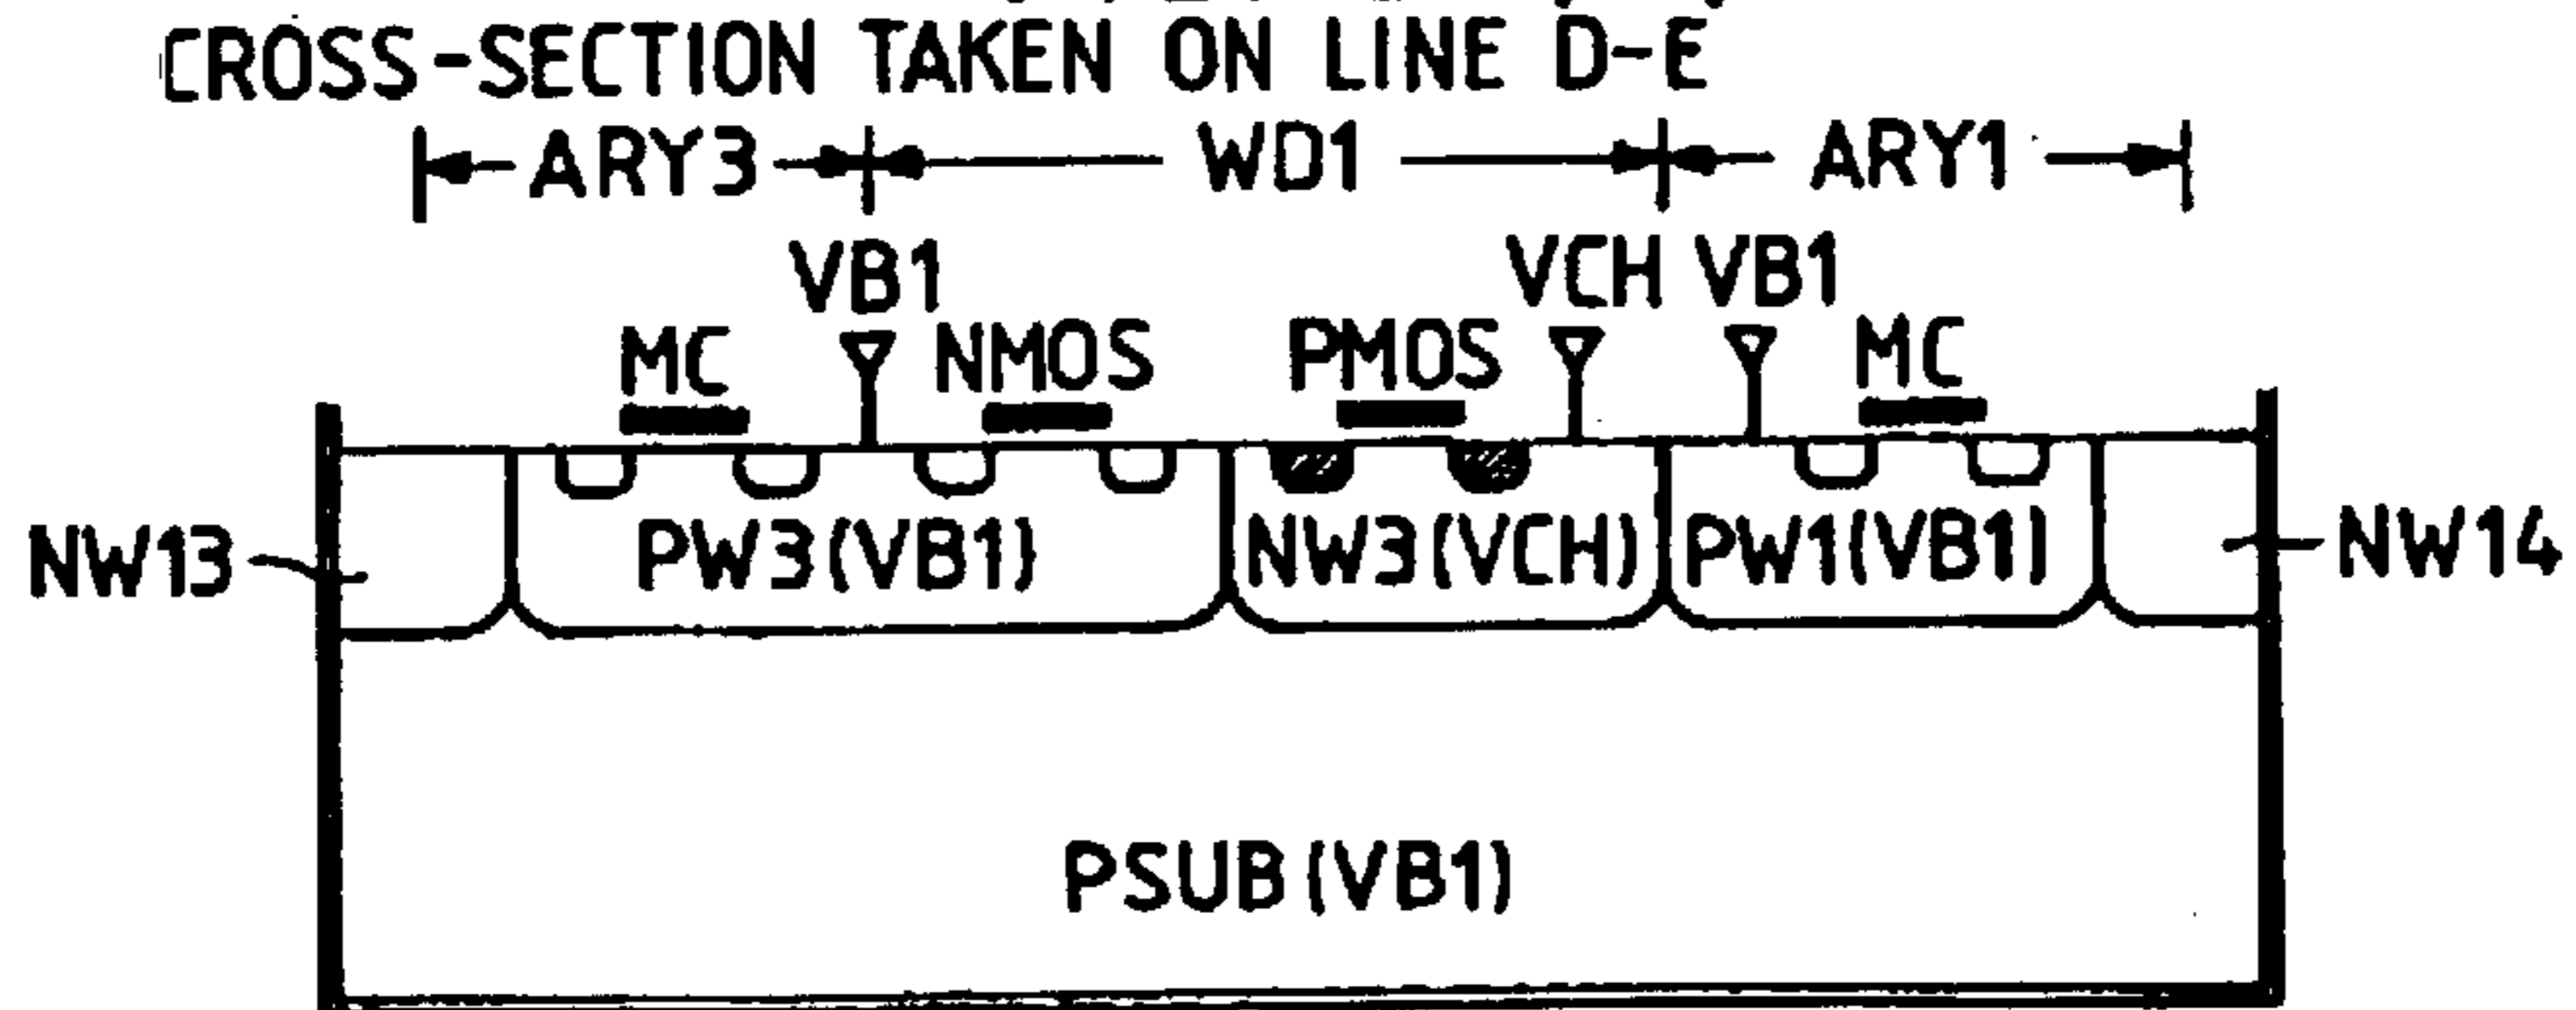 CROSS-SECTION TAKEN ON LINE D-E
ARY3 WD1 ARY1
VB1 VCH VB1
MC NMOS PMOS MC
NW13 PW3(VB1) NW3(VCH) PW1(VB1) NW14
PSUB(VB1)